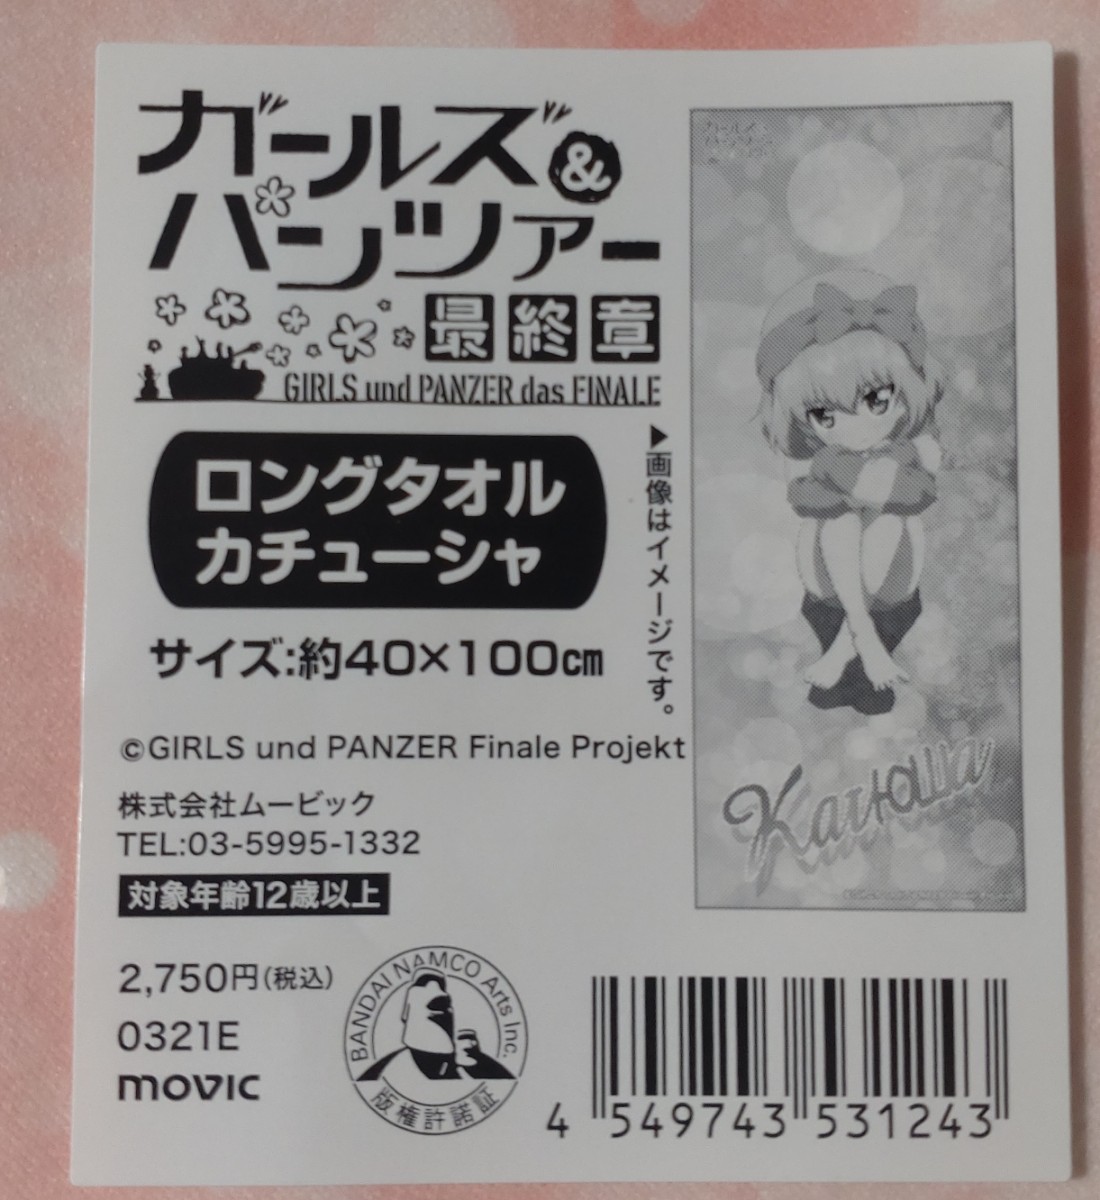 ガールズ&
パンツァー
最終章
GIRLS und PANZER das FINALE
ロングタオル
カチューシャ
サイズ:約40×100cm
▶画像はイメージです。
©GIRLS und PANZER Finale Projekt
株式会社ムービック
TEL:03-5995-1332
対象年齢12歳以上
2,750円(税込)
0321E
movic
BANDAI NAMCO Arts Inc.
版権許諾証
Катюша
4 549743 531243